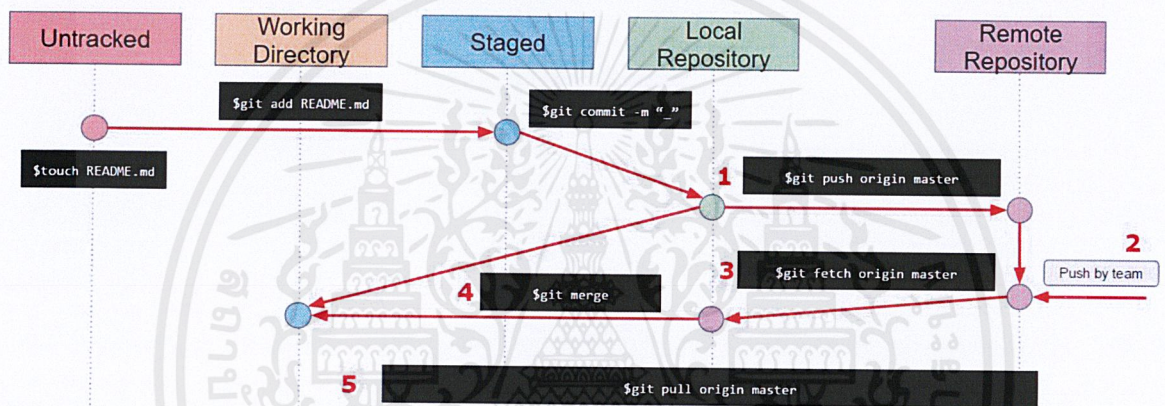 Untracked
Working
Directory
Staged
Local
Repository
Remote
Repository
$git add README.md
$git commit -m “_”
$touch README.md
1
$git push origin master
2
Push by team
3
$git fetch origin master
4
$git merge
5
$git pull origin master